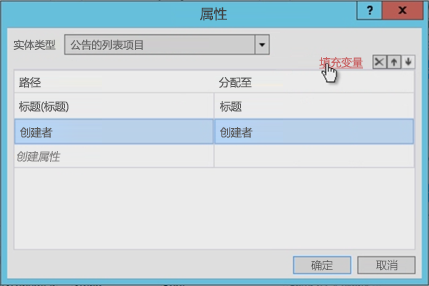 属性
? x
实体类型 公告的列表项目
填充变量
路径 分配至
标题(标题) 标题
创建者 创建者
创建属性
确定 取消